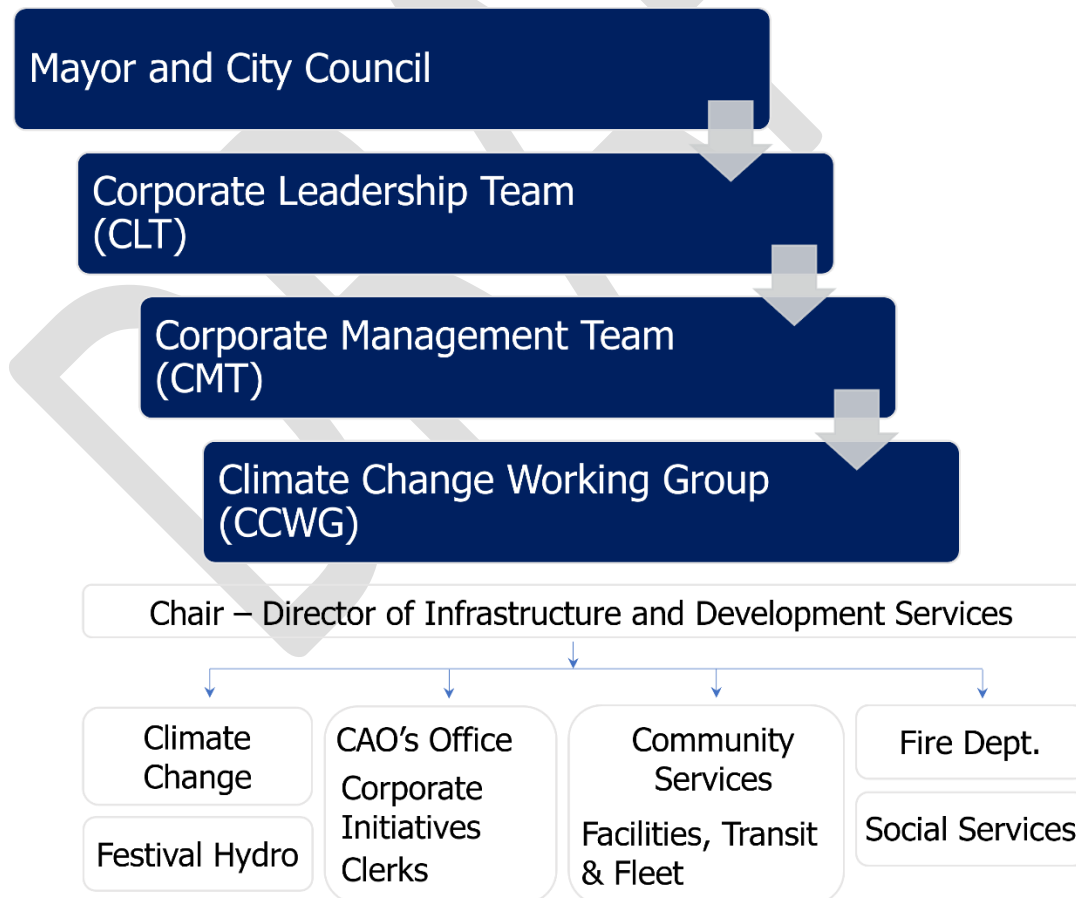 Mayor and City Council
Corporate Leadership Team
(CLT)
Corporate Management Team
(CMT)
Climate Change Working Group
(CCWG)
Chair – Director of Infrastructure and Development Services
Climate
Change
Festival Hydro
CAO’s Office
Corporate
Initiatives
Clerks
Community
Services
Facilities, Transit
& Fleet
Fire Dept.
Social Services